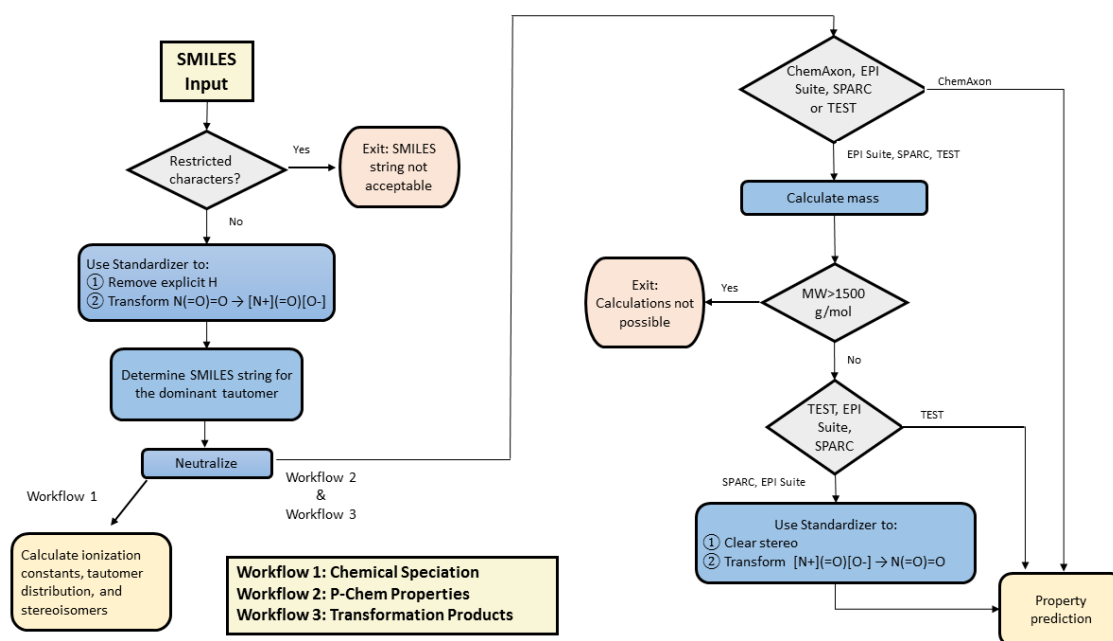 SMILES
Input
Restricted
characters?
Yes
Exit: SMILES
string not
acceptable
No
Use Standardizer to:
① Remove explicit H
② Transform N(=O)=O → [N+](=O)[O-]
Determine SMILES string for
the dominant tautomer
Neutralize
Workflow 1
Workflow 2
&
Workflow 3
Calculate ionization
constants, tautomer
distribution, and
stereoisomers
Workflow 1: Chemical Speciation
Workflow 2: P-Chem Properties
Workflow 3: Transformation Products
ChemAxon, EPI
Suite, SPARC
or TEST
ChemAxon
EPI Suite, SPARC, TEST
Calculate mass
MW>1500
g/mol
Yes
Exit:
Calculations not
possible
No
TEST, EPI
Suite,
SPARC
TEST
SPARC, EPI Suite
Use Standardizer to:
① Clear stereo
② Transform [N+](=O)[O-] → N(=O)=O
Property
prediction